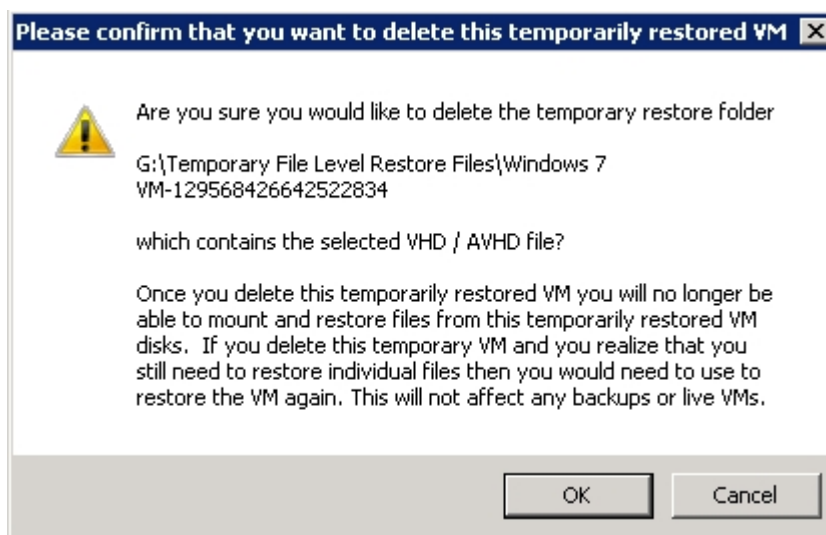 Please confirm that you want to delete this temporarily restored VM
Are you sure you would like to delete the temporary restore folder
G:\Temporary File Level Restore Files\Windows 7
VM-129568426642522834
which contains the selected VHD / AVHD file?
Once you delete this temporarily restored VM you will no longer be
able to mount and restore files from this temporarily restored VM
disks.  If you delete this temporary VM and you realize that you
still need to restore individual files then you would need to use to
restore the VM again. This will not affect any backups or live VMs.
OK
Cancel